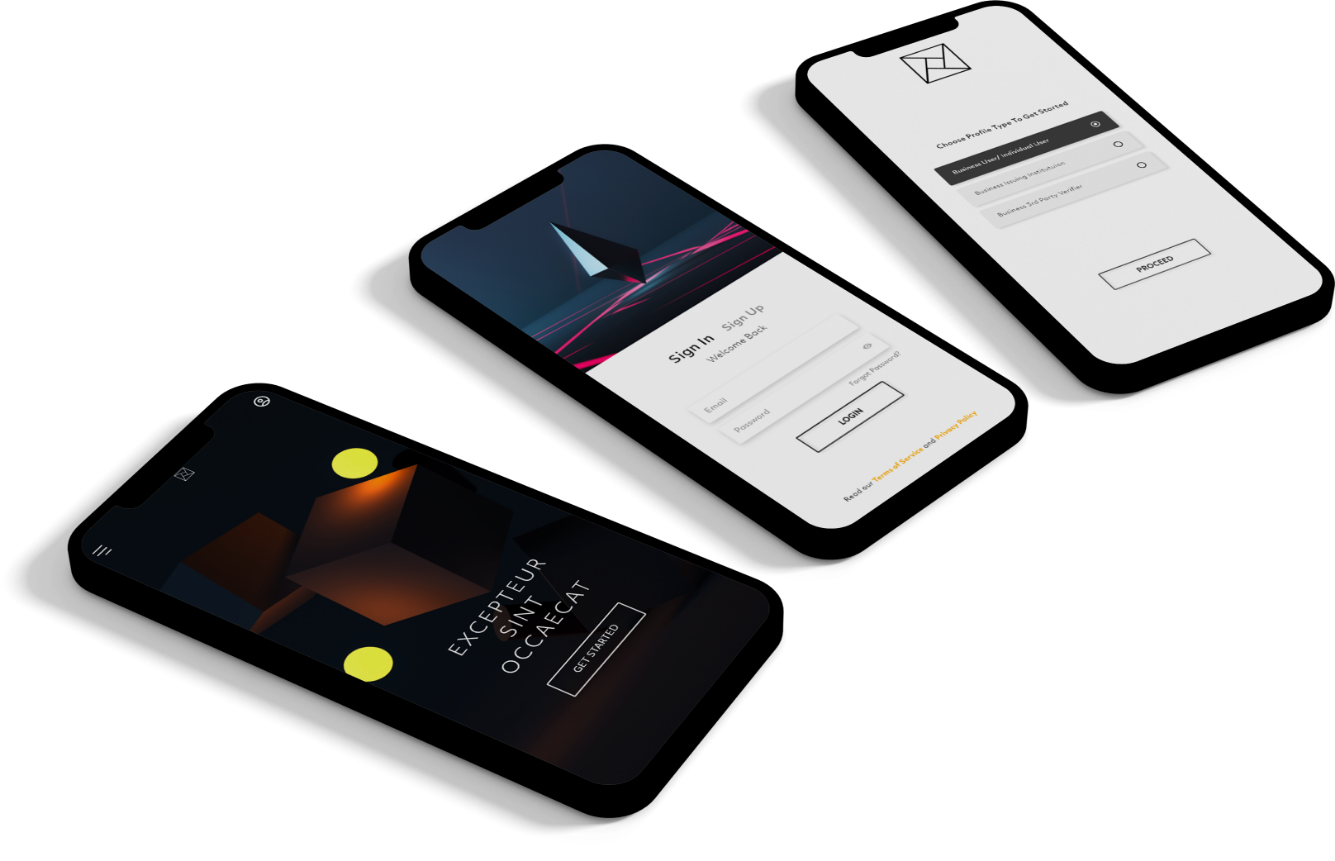 EXCEPTEUR
SINT
OCCAECAT
GET STARTED
Sign In Sign Up
Welcome Back
Email
Password
Forgot Password?
LOGIN
Read our Terms of Service and Privacy Policy
Choose Profile Type To Get Started
Business User/ Individual User
Business Issuing Institution
Business 3rd Party Verifier
PROCEED